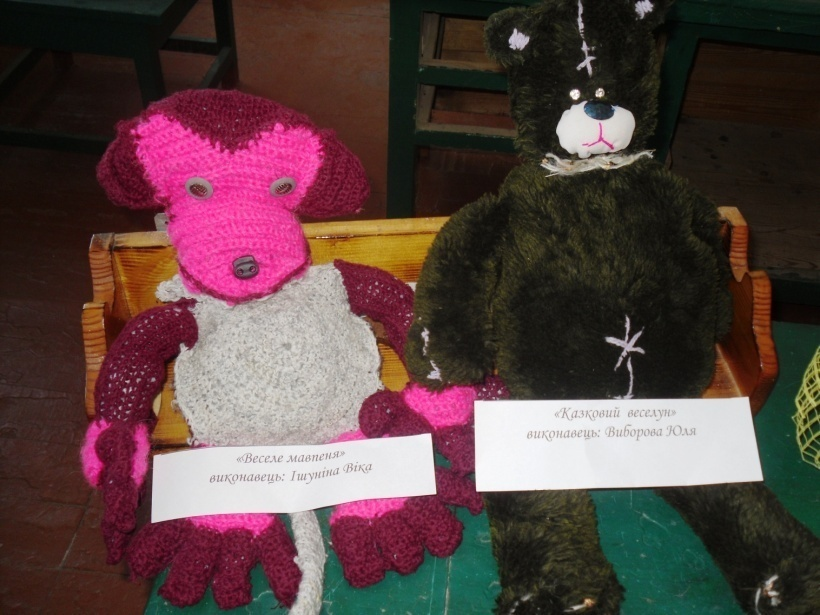 «Веселе мавпеня»
виконавець: Ішуніна Віка
«Казковий веселун»
виконавець: Виборова Юля